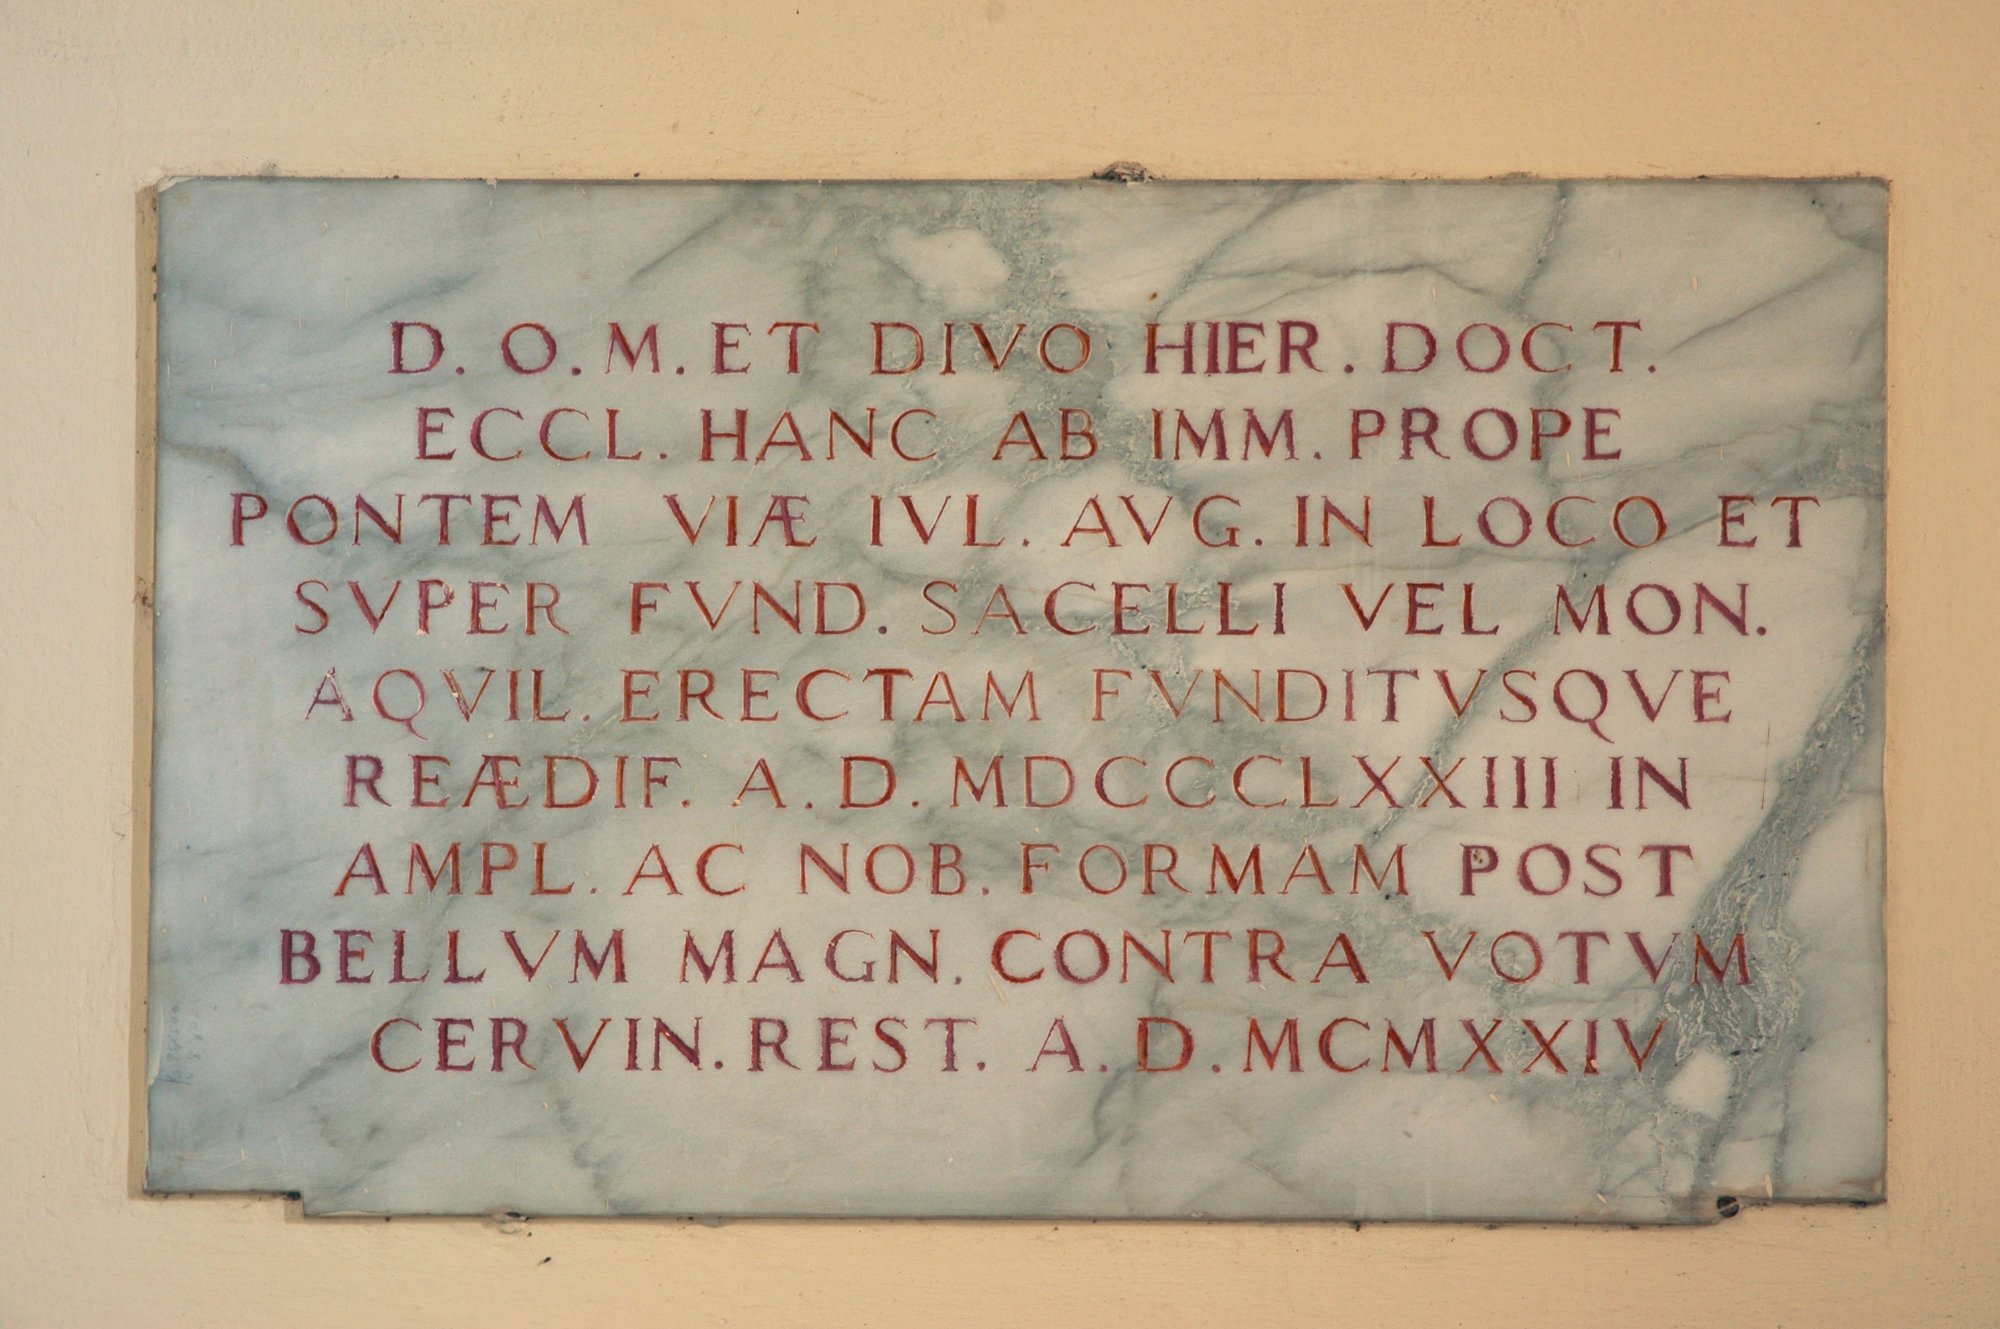 D. O. M. ET DIVO HIER. DOCT.
ECCL. HANC AB IMM. PROPE
PONTEM VIÆ IVL. AVG. IN LOCO ET
SVPER FVND. SACELLI VEL MON.
AQVIL. ERECTAM FVNDITVSQVE
REÆDIF. A. D. MDCCCLXXIII IN
AMPL. AC NOB. FORMAM POST
BELLVM MAGN. CONTRA VOTVM
CERVIN. REST. A. D. MCMXXIV